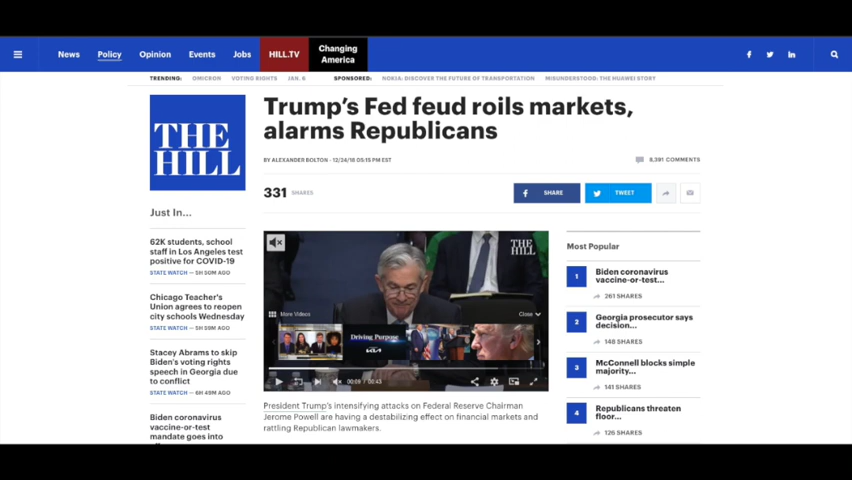 News Policy Opinion Events Jobs HILL.TV Changing
America
TRENDING: OMICRON VOTING RIGHTS JAN. 6 SPONSORED: NOKIA: DISCOVER THE FUTURE OF TRANSPORTATION MISUNDERSTOOD: THE HUAWEI STORY
THE
HILL
Trump's Fed feud roils markets,
alarms Republicans
BY ALEXANDER BOLTON - 12/24/18 05:15 PM EST
8,391 COMMENTS
331 SHARES
SHARE
TWEET
Just In...
62K students, school
staff in Los Angeles test
positive for COVID-19
STATE WATCH — 5H 50M AGO
Chicago Teacher's
Union agrees to reopen
city schools Wednesday
STATE WATCH — 5H 59M AGO
Stacey Abrams to skip
Biden's voting rights
speech in Georgia due
to conflict
STATE WATCH — 6H 45M AGO
Biden coronavirus
vaccine-or-test
mandate goes into
THE
HILL
More Videos
Close
Driving Purpose
KIA
00:09 / 00:43
President Trump's intensifying attacks on Federal Reserve Chairman
Jerome Powell are having a destabilizing effect on financial markets and
rattling Republican lawmakers.
Most Popular
1 Biden coronavirus
vaccine-or-test...
261 SHARES
2 Georgia prosecutor says
decision...
148 SHARES
3 McConnell blocks simple
majority...
141 SHARES
4 Republicans threaten
floor...
126 SHARES